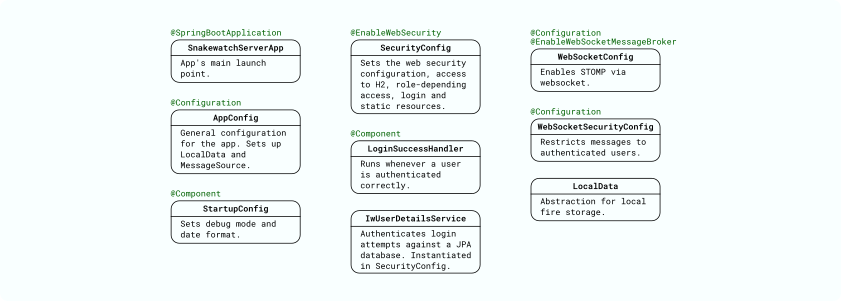 @SpringBootApplication
SnakewatchServerApp
App's main launch
point.
@Configuration
AppConfig
General configuration
for the app. Sets up
LocalData and
MessageSource.
@Component
StartupConfig
Sets debug mode and
date format.
@EnableWebSecurity
SecurityConfig
Sets the web security
configuration, access
to H2, role-depending
access, login and
static resources.
@Component
LoginSuccessHandler
Runs whenever a user
is authenticated
correctly.
IwUserDetailsService
Authenticates login
attempts against a JPA
database. Instantiated
in SecurityConfig.
@Configuration
@EnableWebSocketMessageBroker
WebSocketConfig
Enables STOMP via
websocket.
@Configuration
WebSocketSecurityConfig
Restricts messages to
authenticated users.
LocalData
Abstraction for local
fire storage.